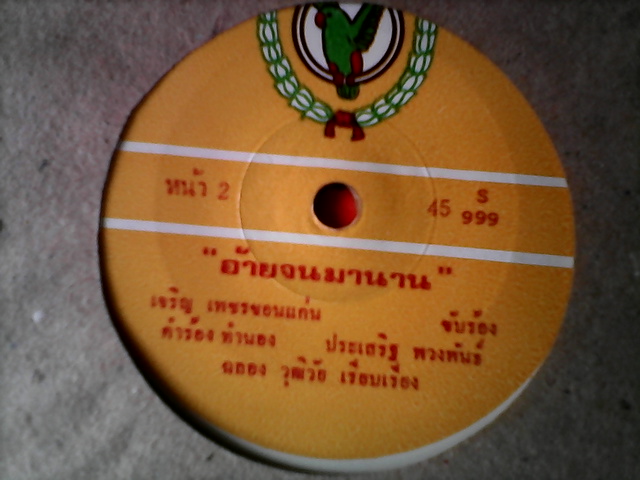 หน้า 2
45 S 999
"อ้ายจนมานาน"
เจริญ เพชรขอนแก่น ขับร้อง
คำร้อง ทำนอง ประเสริฐ พวงพันธ์
ฉลอง วุฒิวัย เรียบเรียง